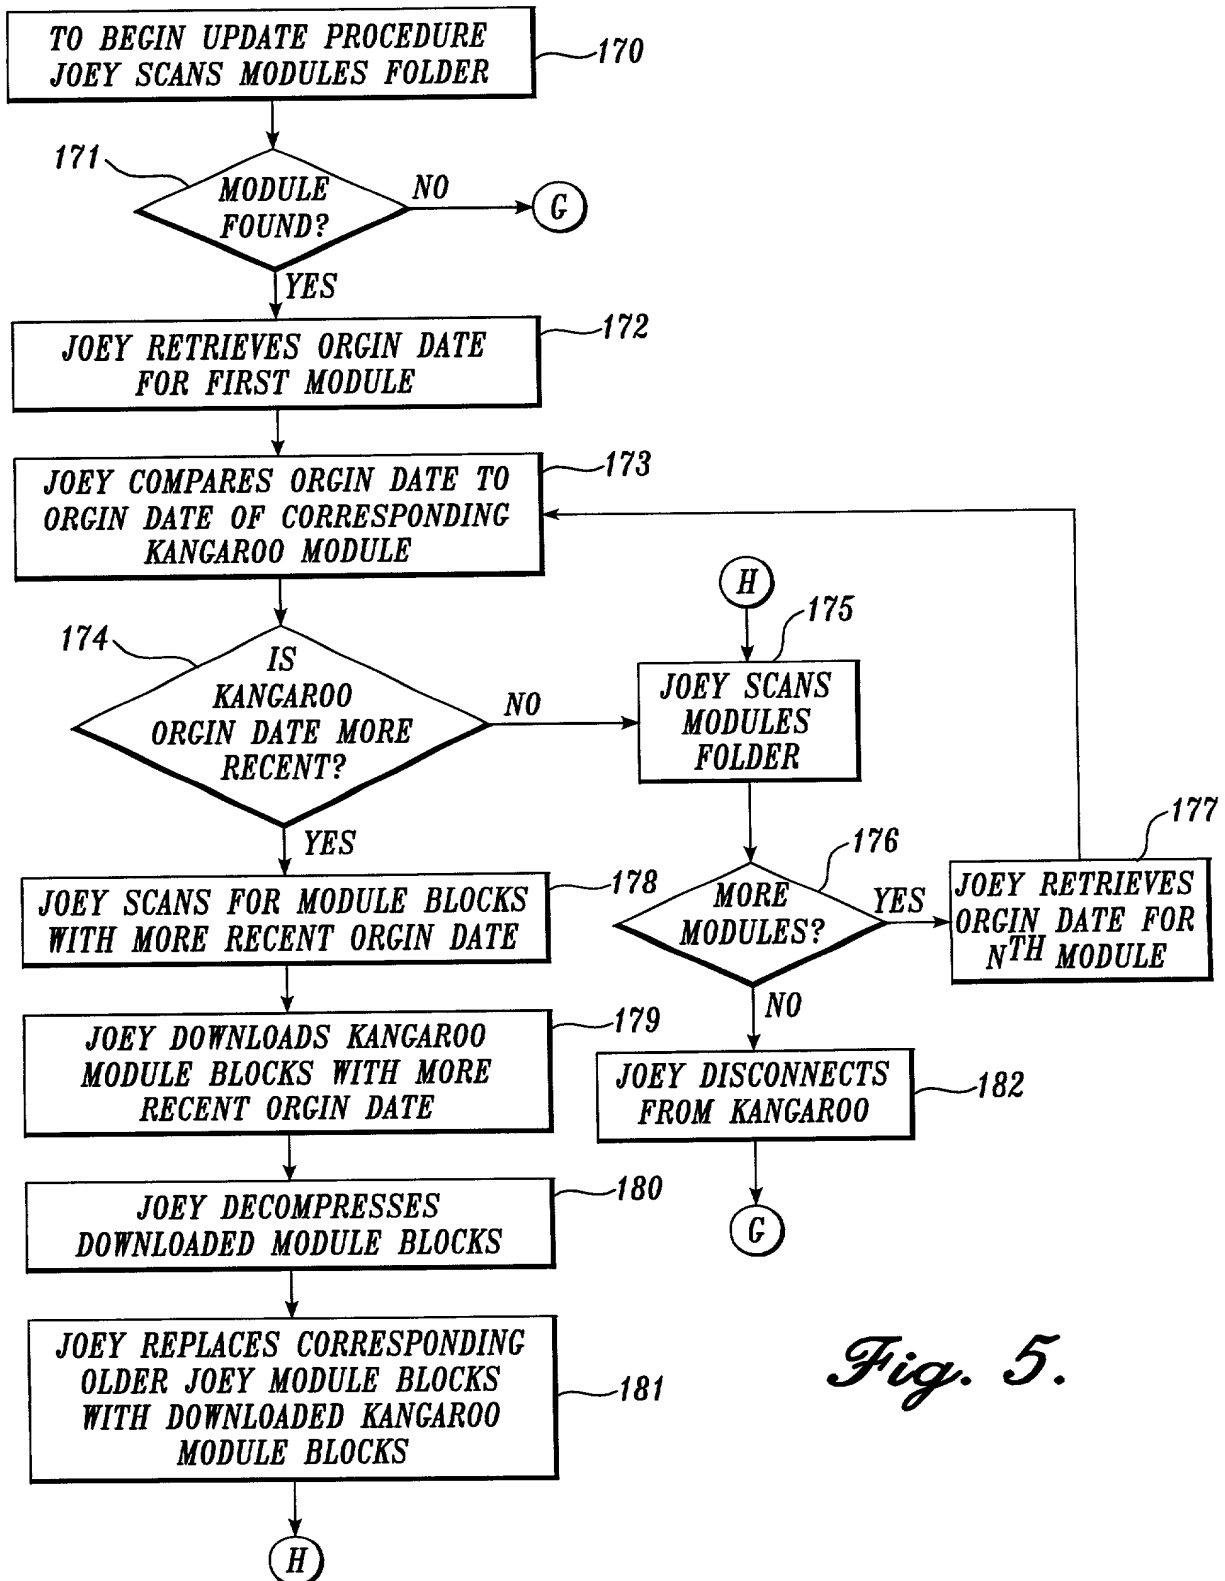 TO BEGIN UPDATE PROCEDURE
JOEY SCANS MODULES FOLDER
170
171
MODULE
FOUND?
NO
G
YES
JOEY RETRIEVES ORGIN DATE
FOR FIRST MODULE
172
JOEY COMPARES ORGIN DATE TO
ORGIN DATE OF CORRESPONDING
KANGAROO MODULE
173
174
IS
KANGAROO
ORGIN DATE MORE
RECENT?
NO
YES
H
175
JOEY SCANS
MODULES
FOLDER
176
MORE
MODULES?
YES
177
JOEY RETRIEVES
ORGIN DATE FOR
NTH MODULE
NO
JOEY DISCONNECTS
FROM KANGAROO
182
G
JOEY SCANS FOR MODULE BLOCKS
WITH MORE RECENT ORGIN DATE
178
JOEY DOWNLOADS KANGAROO
MODULE BLOCKS WITH MORE
RECENT ORGIN DATE
179
JOEY DECOMPRESSES
DOWNLOADED MODULE BLOCKS
180
JOEY REPLACES CORRESPONDING
OLDER JOEY MODULE BLOCKS
WITH DOWNLOADED KANGAROO
MODULE BLOCKS
181
H
Fig. 5.